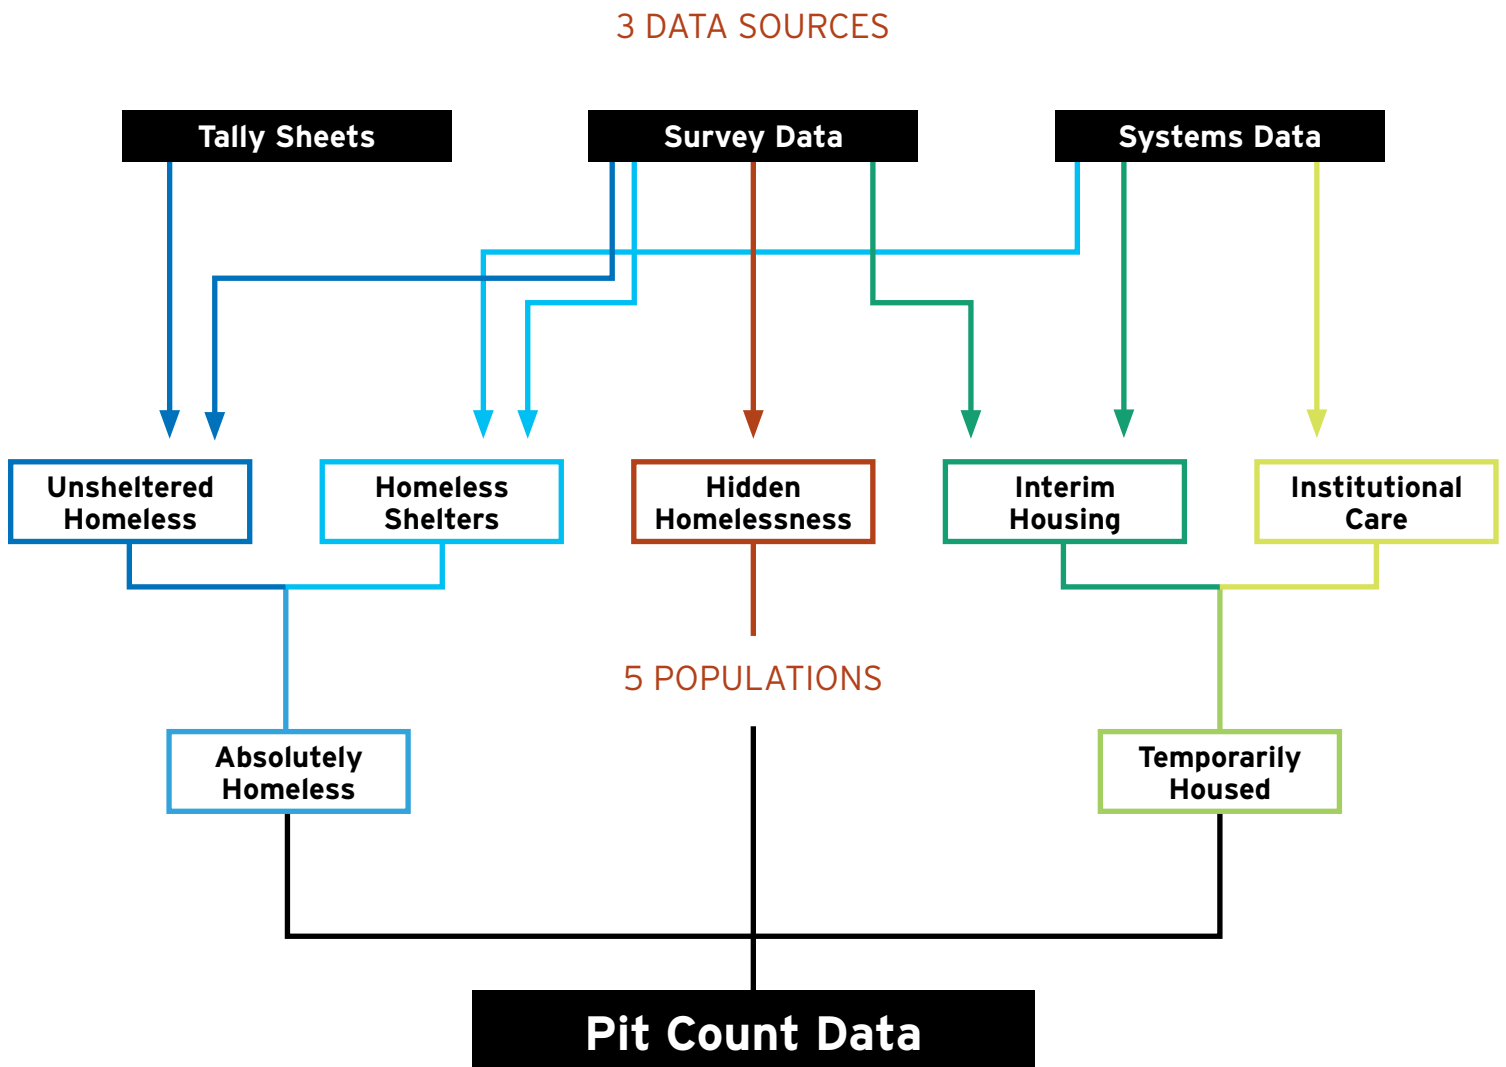 3 DATA SOURCES
Tally Sheets
Survey Data
Systems Data
Unsheltered
Homeless
Homeless
Shelters
Hidden
Homelessness
Interim
Housing
Institutional
Care
5 POPULATIONS
Absolutely
Homeless
Temporarily
Housed
Pit Count Data